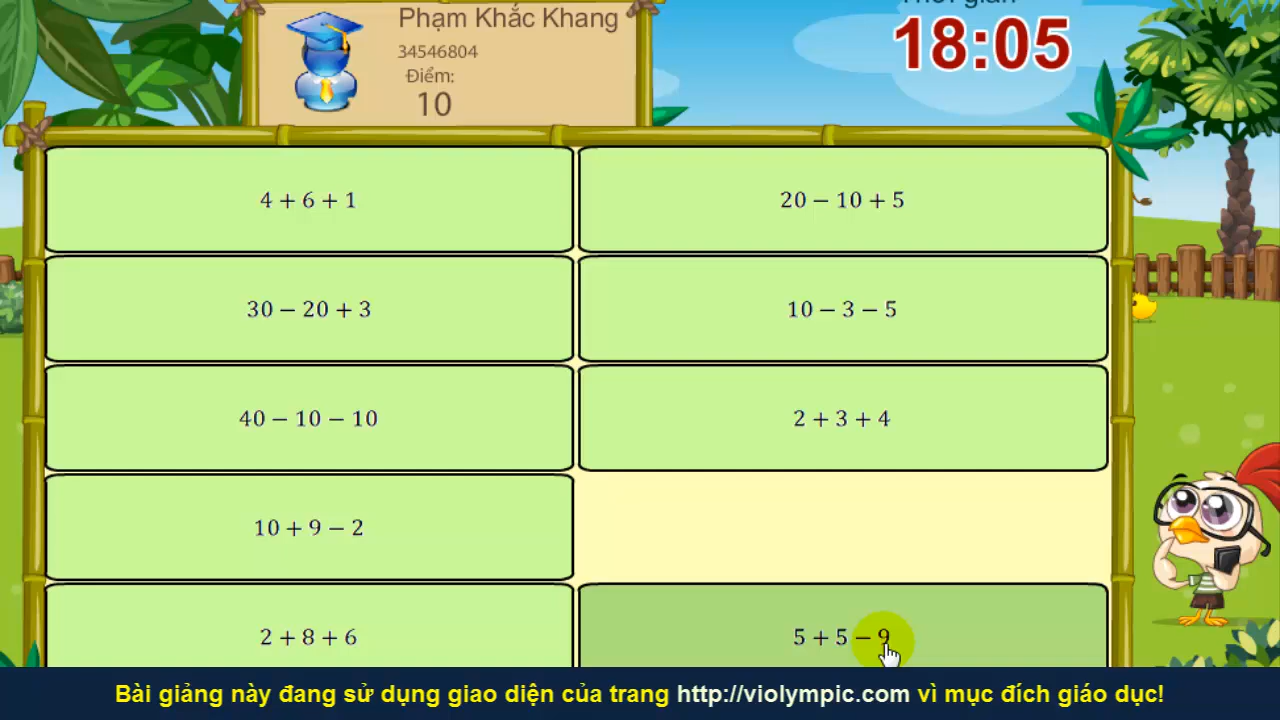 Phạm Khắc Khang
34546804
Điểm:
10
Thời gian
18:05
4 + 6 + 1
20 − 10 + 5
30 − 20 + 3
10 − 3 − 5
40 − 10 − 10
2 + 3 + 4
10 + 9 − 2
2 + 8 + 6
5 + 5 − 9
Bài giảng này đang sử dụng giao diện của trang http://violympic.com vì mục đích giáo dục!